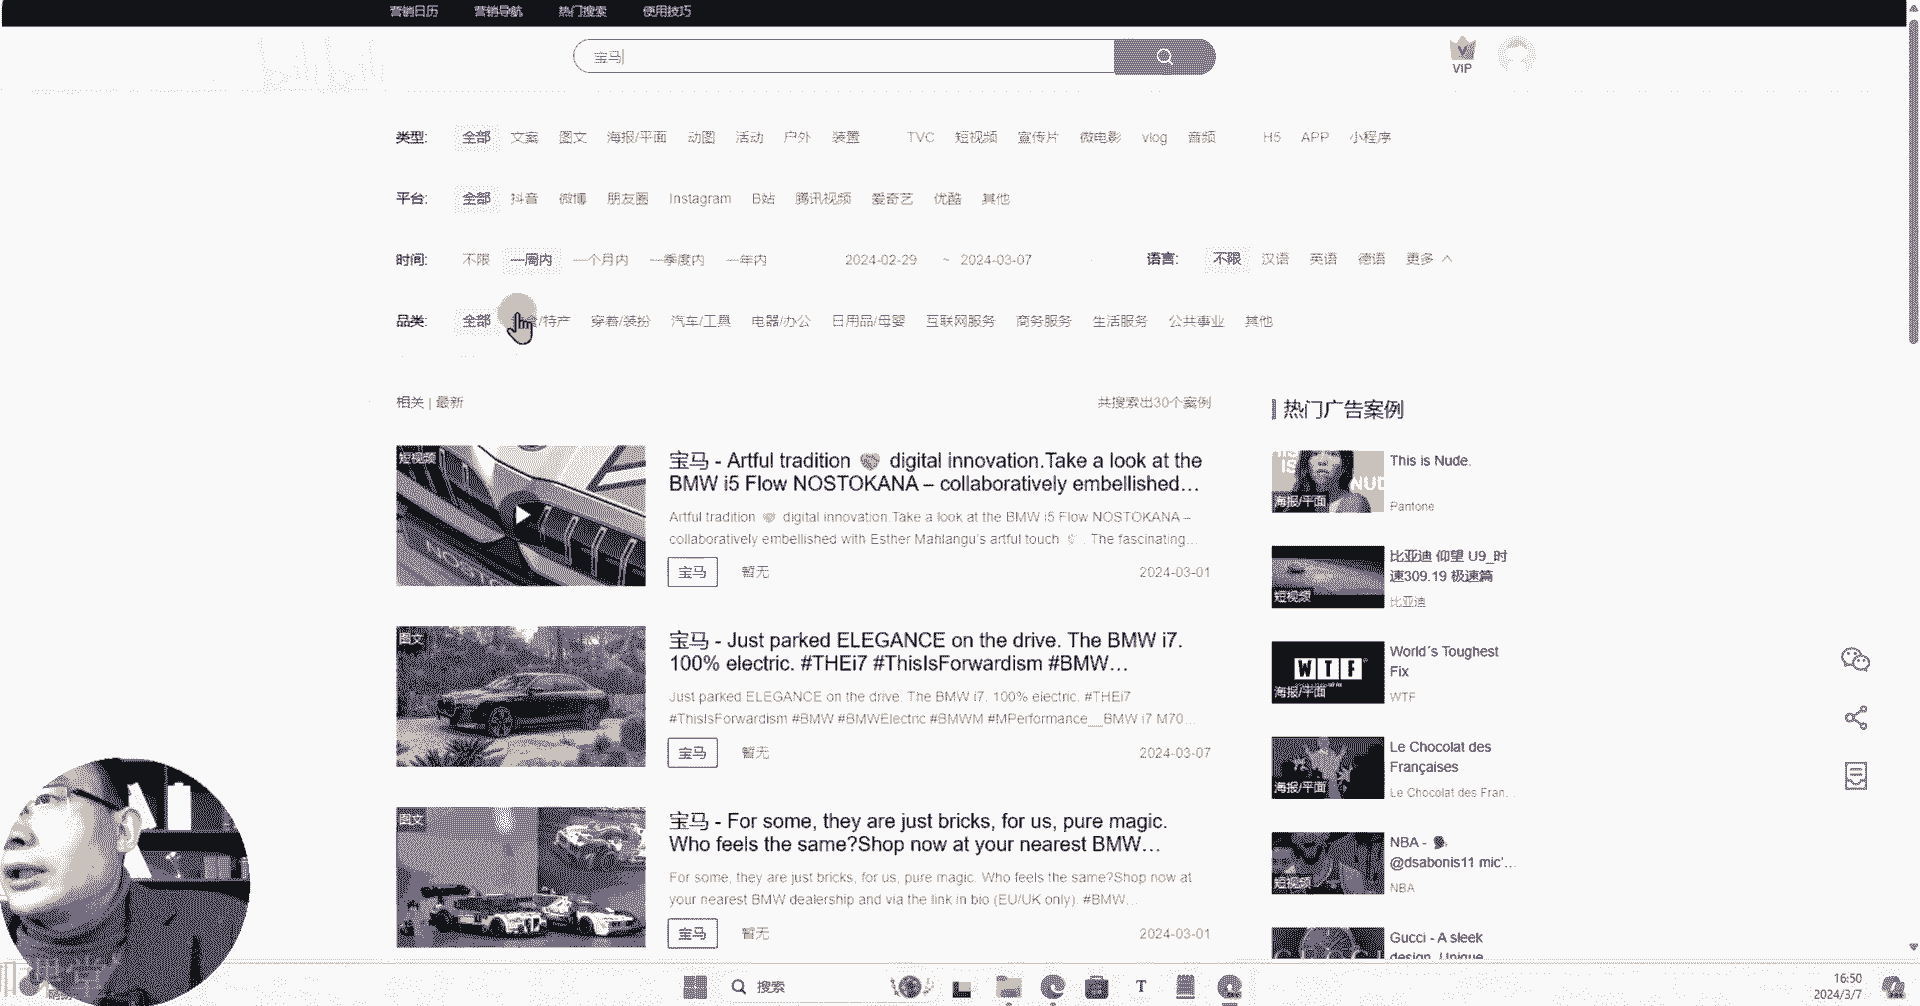 营销日历 营销导航 热门搜索 使用技巧
宝马
VIP
类型: 全部 文案 图文 海报/平面 动图 活动 户外 装置 TVC 短视频 宣传片 微电影 vlog 音频 H5 APP 小程序
平台: 全部 抖音 微博 朋友圈 Instagram B站 腾讯视频 爱奇艺 优酷 其他
时间: 不限 一周内 一个月内 一季度内 一年内 2024-02-29 ~ 2024-03-07 语言: 不限 汉语 英语 德语 更多
品类: 全部 食/特产 穿着/装扮 汽车/工具 电器/办公 日用品/母婴 互联网服务 商务服务 生活服务 公共事业 其他
相关 | 最新 共搜索出30个案例
短视频
宝马 - Artful tradition digital innovation.Take a look at the
BMW i5 Flow NOSTOKANA – collaboratively embellished...
Artful tradition digital innovation.Take a look at the BMW i5 Flow NOSTOKANA –
collaboratively embellished with Esther Mahlangu's artful touch . The fascinating...
宝马 暂无 2024-03-01
图文
宝马 - Just parked ELEGANCE on the drive. The BMW i7.
100% electric. #THEi7 #ThisIsForwardism #BMW...
Just parked ELEGANCE on the drive. The BMW i7. 100% electric. #THEi7
#ThisIsForwardism #BMW #BMWElectric #BMWM #MPerformance__BMW i7 M70...
宝马 暂无 2024-03-07
图文
宝马 - For some, they are just bricks, for us, pure magic.
Who feels the same?Shop now at your nearest BMW...
For some, they are just bricks, for us, pure magic. Who feels the same?Shop now at
your nearest BMW dealership and via the link in bio (EU/UK only). #BMW...
宝马 暂无 2024-03-01
热门广告案例
海报/平面
This is Nude.
Pantone
短视频
比亚迪 仰望 U9_时
速309.19 极速篇
比亚迪
WTF
海报/平面
World´s Toughest
Fix
WTF
海报/平面
Le Chocolat des
Françaises
Le Chocolat des Fran...
短视频
NBA -
@dsabonis11 mic'...
NBA
Gucci - A sleek
design. Unique
搜索
T
16:50
2024/3/7